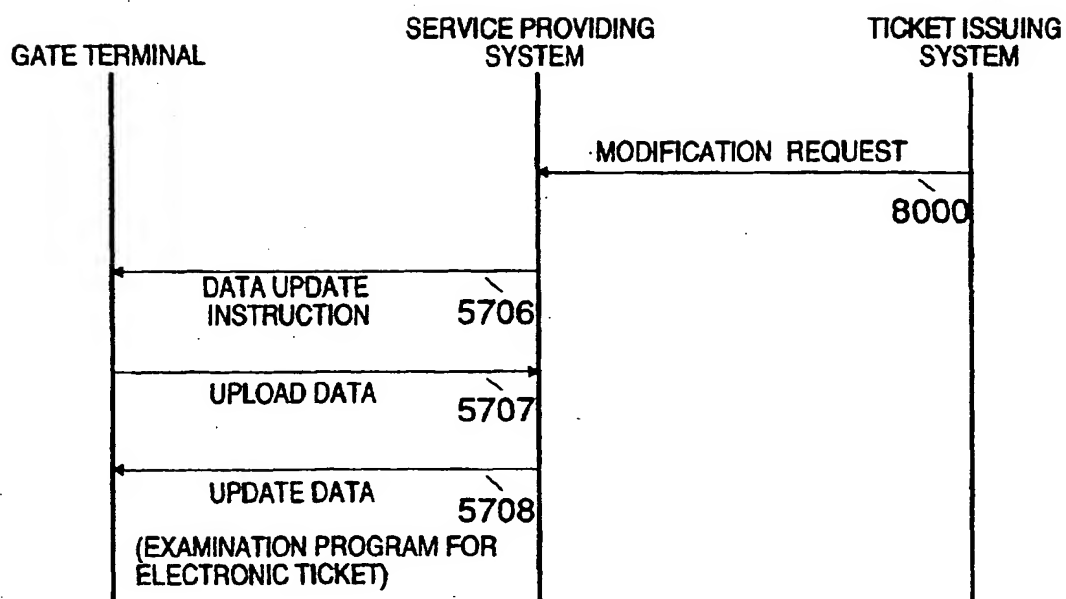 GATE TERMINAL
SERVICE PROVIDING
SYSTEM
TICKET ISSUING
SYSTEM
MODIFICATION REQUEST
8000
DATA UPDATE
INSTRUCTION
5706
UPLOAD DATA
5707
UPDATE DATA
5708
(EXAMINATION PROGRAM FOR
ELECTRONIC TICKET)